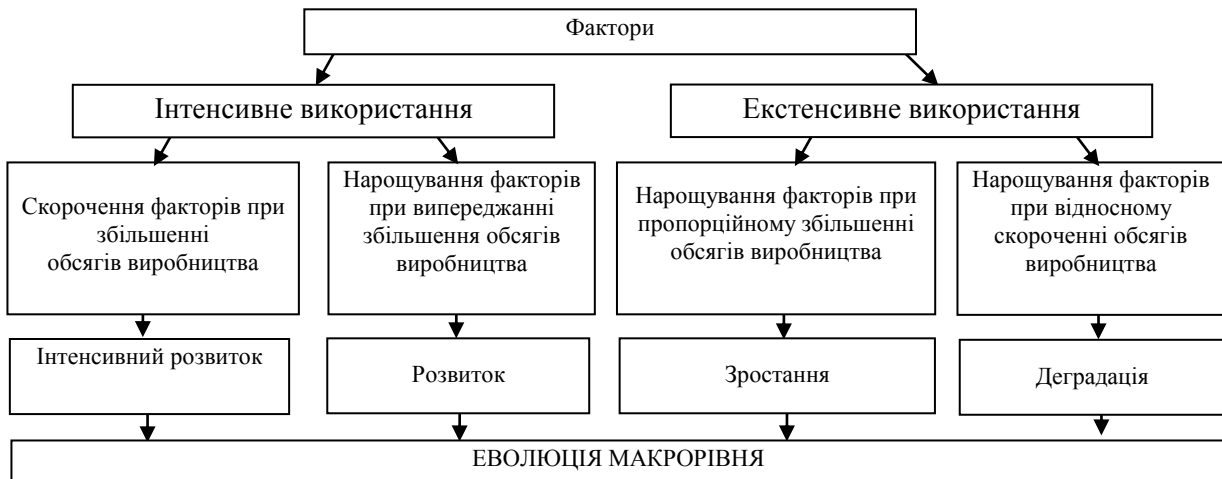 Фактори
Інтенсивне використання
Екстенсивне використання
Скорочення факторів при
збільшенні
обсягів виробництва
Нарощування факторів
при випереджанні
збільшення обсягів
виробництва
Нарощування факторів при
пропорційному збільшенні
обсягів виробництва
Нарощування факторів
при відносному
скороченні обсягів
виробництва
Інтенсивний розвиток
Розвиток
Зростання
Деградація
ЕВОЛЮЦІЯ МАКРОРІВНЯ